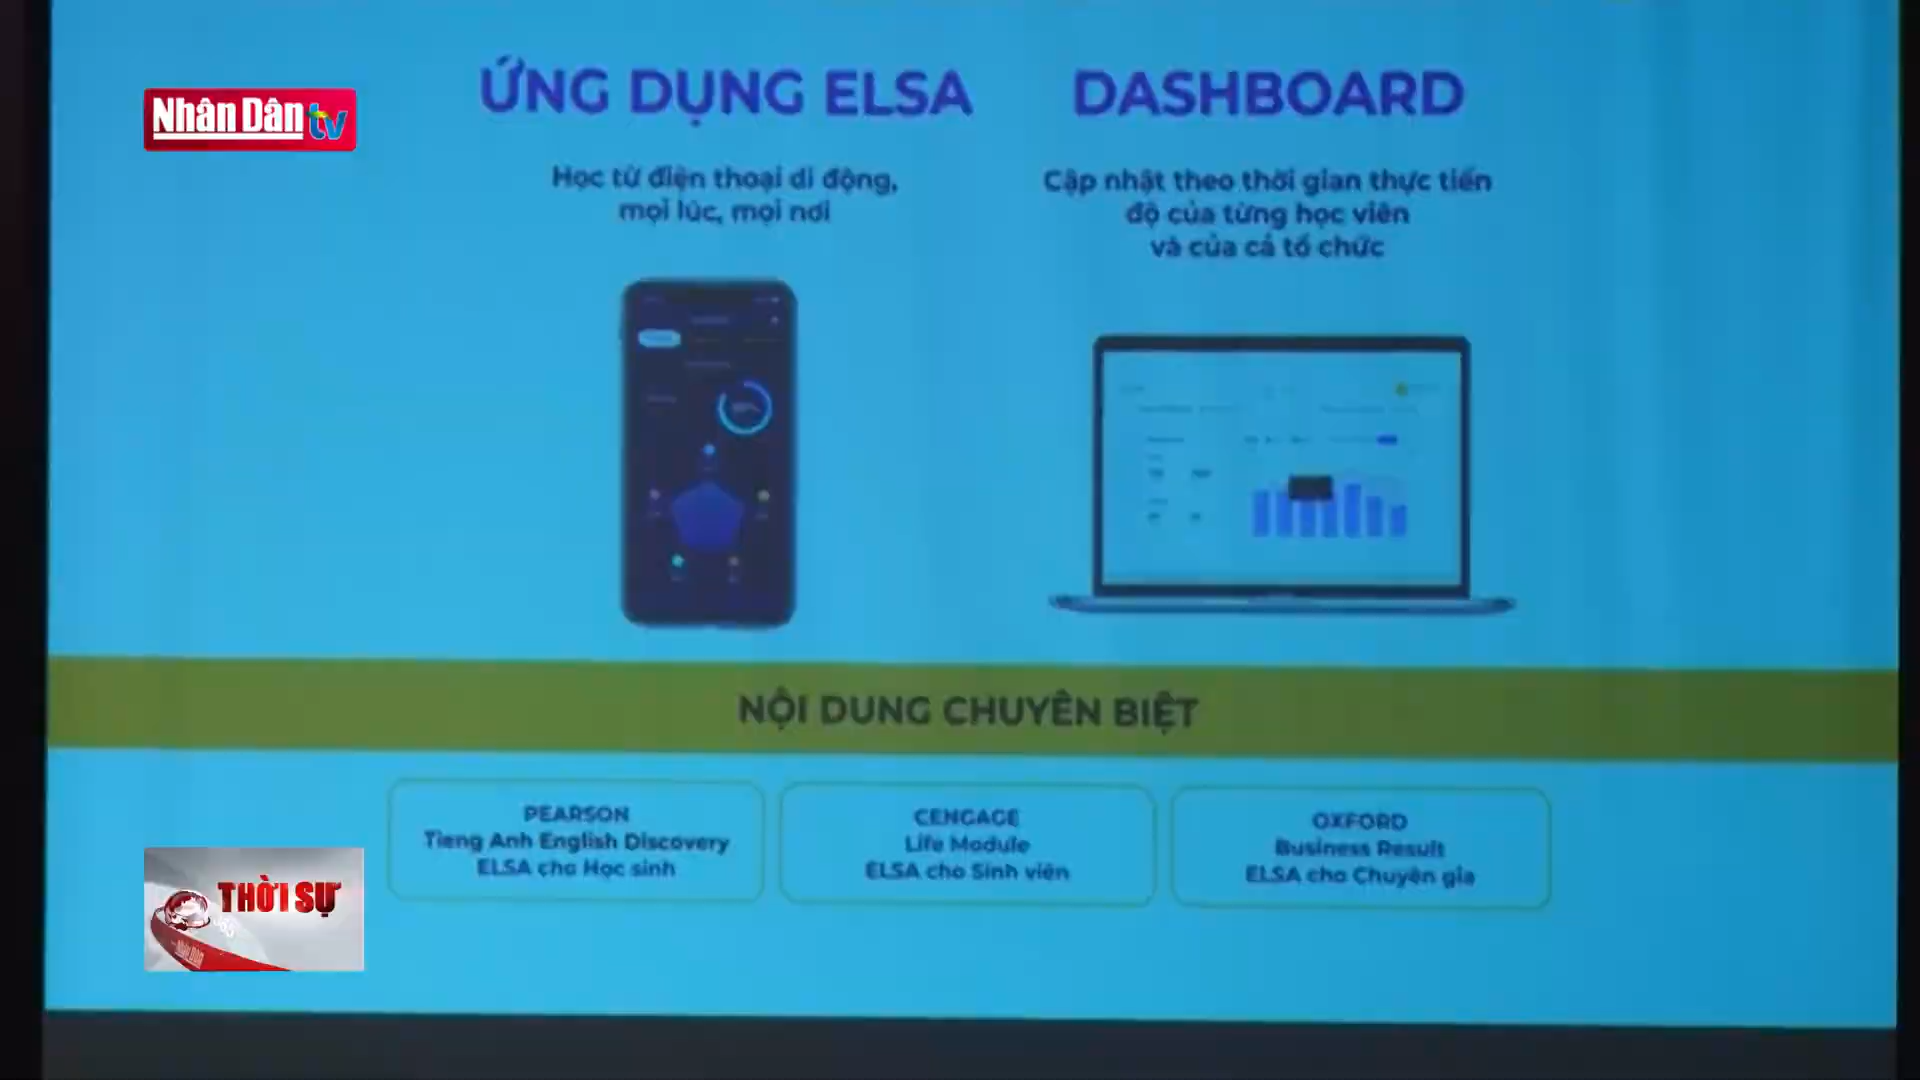 Nhân Dân tv
ỨNG DỤNG ELSA
Học từ điện thoại di động,
mọi lúc, mọi nơi
DASHBOARD
Cập nhật theo thời gian thực tiến
độ của từng học viên
và của cả tổ chức
NỘI DUNG CHUYÊN BIỆT
PEARSON
Tieng Anh English Discovery
ELSA cho Học sinh
CENGAGE
Life Module
ELSA cho Sinh viên
OXFORD
Business Result
ELSA cho Chuyên gia
THỜI SỰ
NHÂN DÂN